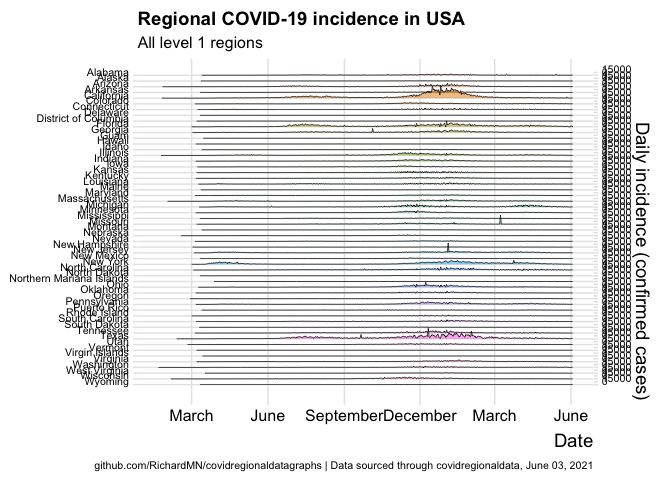 Regional COVID-19 incidence in USA
All level 1 regions
Alabama
Alaska
Arizona
Arkansas
California
Colorado
Connecticut
Delaware
District of Columbia
Florida
Georgia
Guam
Hawaii
Idaho
Illinois
Indiana
Iowa
Kansas
Kentucky
Louisiana
Maine
Maryland
Massachusetts
Michigan
Minnesota
Mississippi
Missouri
Montana
Nebraska
Nevada
New Hampshire
New Jersey
New Mexico
New York
North Carolina
North Dakota
Northern Mariana Islands
Ohio
Oklahoma
Oregon
Pennsylvania
Puerto Rico
Rhode Island
South Carolina
South Dakota
Tennessee
Texas
Utah
Vermont
Virgin Islands
Virginia
Washington
West Virginia
Wisconsin
Wyoming
Daily incidence (confirmed cases)
March June September December March June
Date
github.com/RichardMN/covidregionaldatagraphs | Data sourced through covidregionaldata, June 03, 2021